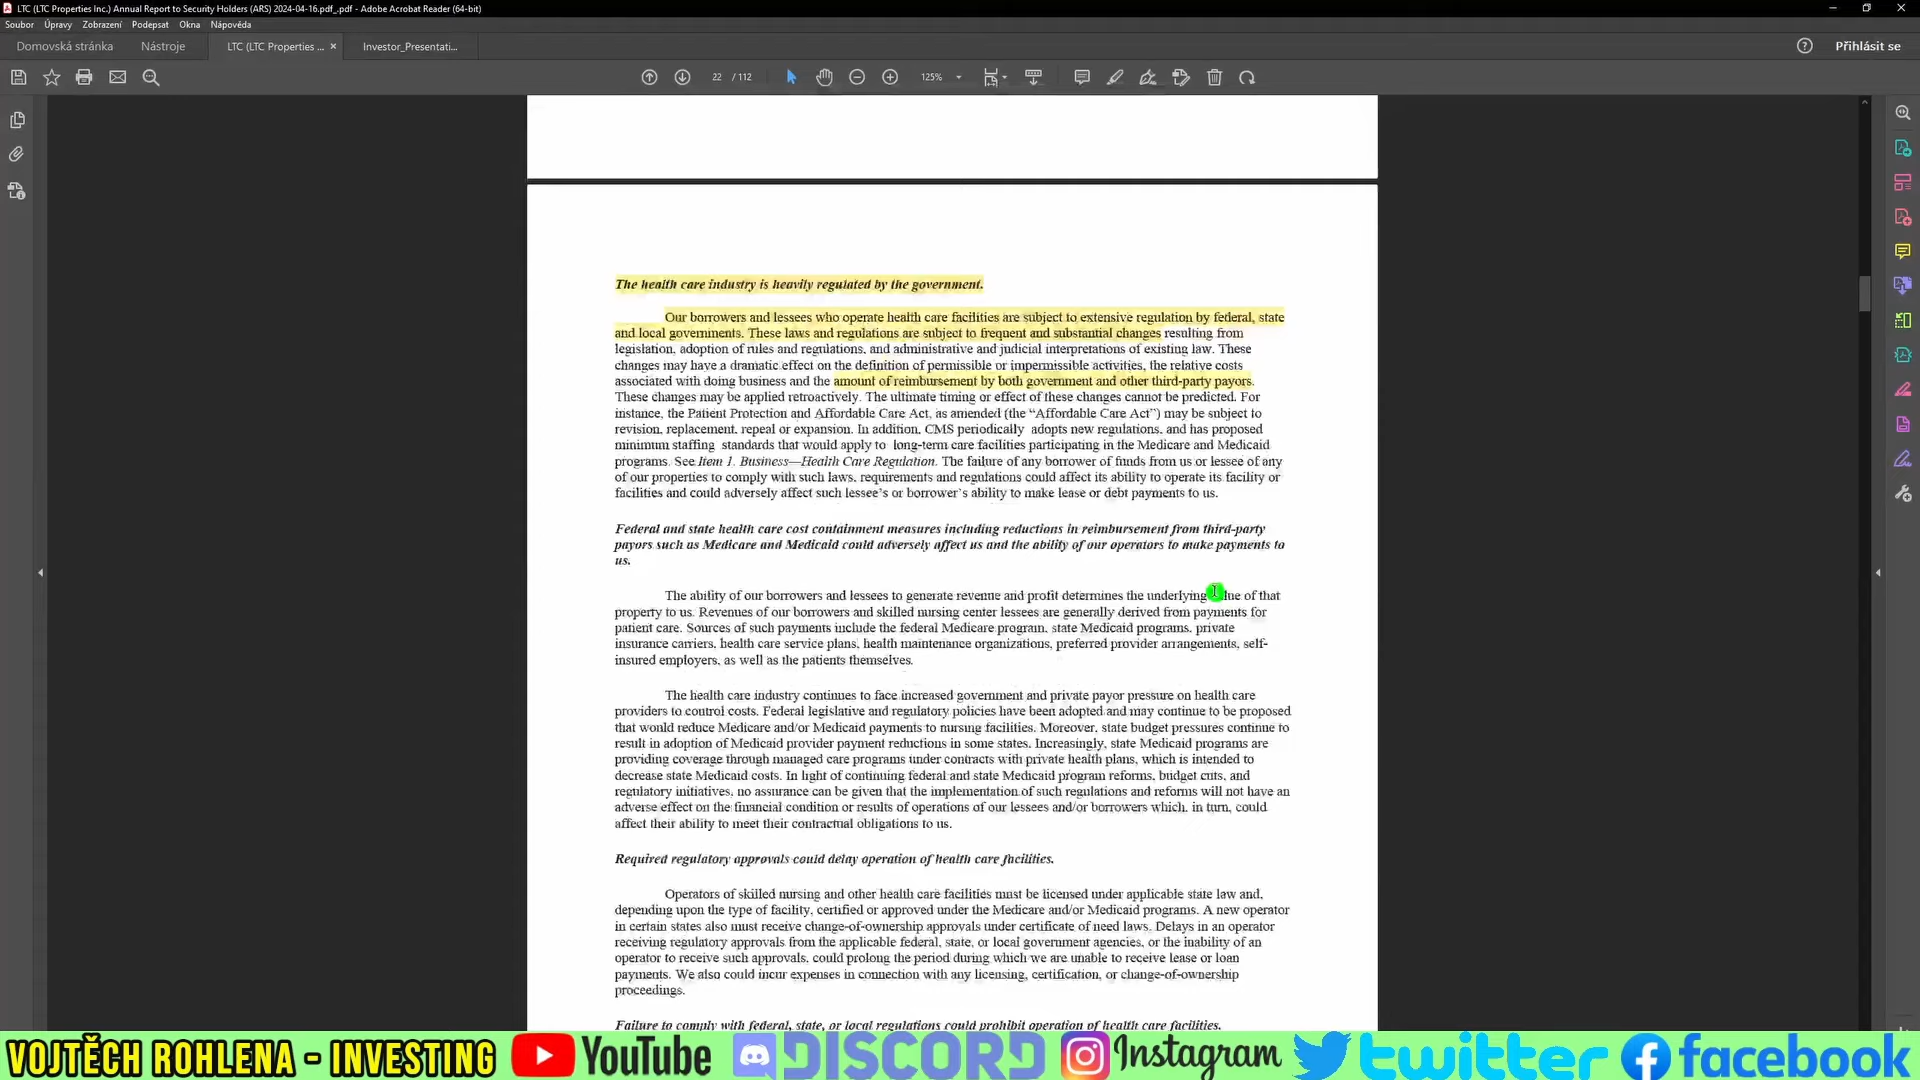 LTC (LTC Properties Inc.) Annual Report to Security Holders (ARS) 2024-04-16.pdf_.pdf - Adobe Acrobat Reader (64-bit)
Soubor Úpravy Zobrazení Podepsat Okna Nápověda
Domovská stránka Nástroje LTC (LTC Properties ... × Investor_Presentati... Přihlásit se
22 / 112 125%
The health care industry is heavily regulated by the government.
Our borrowers and lessees who operate health care facilities are subject to extensive regulation by federal, state
and local governments. These laws and regulations are subject to frequent and substantial changes resulting from
legislation, adoption of rules and regulations, and administrative and judicial interpretations of existing law. These
changes may have a dramatic effect on the definition of permissible or impermissible activities, the relative costs
associated with doing business and the amount of reimbursement by both government and other third-party payors.
These changes may be applied retroactively. The ultimate timing or effect of these changes cannot be predicted. For
instance, the Patient Protection and Affordable Care Act, as amended (the “Affordable Care Act”) may be subject to
revision, replacement, repeal or expansion. In addition, CMS periodically adopts new regulations, and has proposed
minimum staffing standards that would apply to long-term care facilities participating in the Medicare and Medicaid
programs. See Item 1. Business—Health Care Regulation. The failure of any borrower of funds from us or lessee of any
of our properties to comply with such laws, requirements and regulations could affect its ability to operate its facility or
facilities and could adversely affect such lessee’s or borrower’s ability to make lease or debt payments to us.
Federal and state health care cost containment measures including reductions in reimbursement from third-party
payors such as Medicare and Medicaid could adversely affect us and the ability of our operators to make payments to
us.
The ability of our borrowers and lessees to generate revenue and profit determines the underlying of that
property to us. Revenues of our borrowers and skilled nursing center lessees are generally derived from payments for
patient care. Sources of such payments include the federal Medicare program, state Medicaid programs, private
insurance carriers, health care service plans, health maintenance organizations, preferred provider arrangements, self-
insured employers, as well as the patients themselves.
The health care industry continues to face increased government and private payor pressure on health care
providers to control costs. Federal legislative and regulatory policies have been adopted and may continue to be proposed
that would reduce Medicare and/or Medicaid payments to nursing facilities. Moreover, state budget pressures continue to
result in adoption of Medicaid provider payment reductions in some states. Increasingly, state Medicaid programs are
providing coverage through managed care programs under contracts with private health plans, which is intended to
decrease state Medicaid costs. In light of continuing federal and state Medicaid program reforms, budget cuts, and
regulatory initiatives, no assurance can be given that the implementation of such regulations and reforms will not have an
adverse effect on the financial condition or results of operations of our lessees and/or borrowers which, in turn, could
affect their ability to meet their contractual obligations to us.
Required regulatory approvals could delay operation of health care facilities.
Operators of skilled nursing and other health care facilities must be licensed under applicable state law and,
depending upon the type of facility, certified or approved under the Medicare and/or Medicaid programs. A new operator
in certain states also must receive change-of-ownership approvals under certificate of need laws. Delays in an operator
receiving regulatory approvals from the applicable federal, state, or local government agencies, or the inability of an
operator to receive such approvals, could prolong the period during which we are unable to receive lease or loan
payments. We also could incur expenses in connection with any licensing, certification, or change-of-ownership
proceedings.
Failure to comply with federal, state, or local regulations could prohibit operation of health care facilities.
VOJTĚCH ROHLENA - INVESTING YouTube DISCORD Instagram twitter facebook